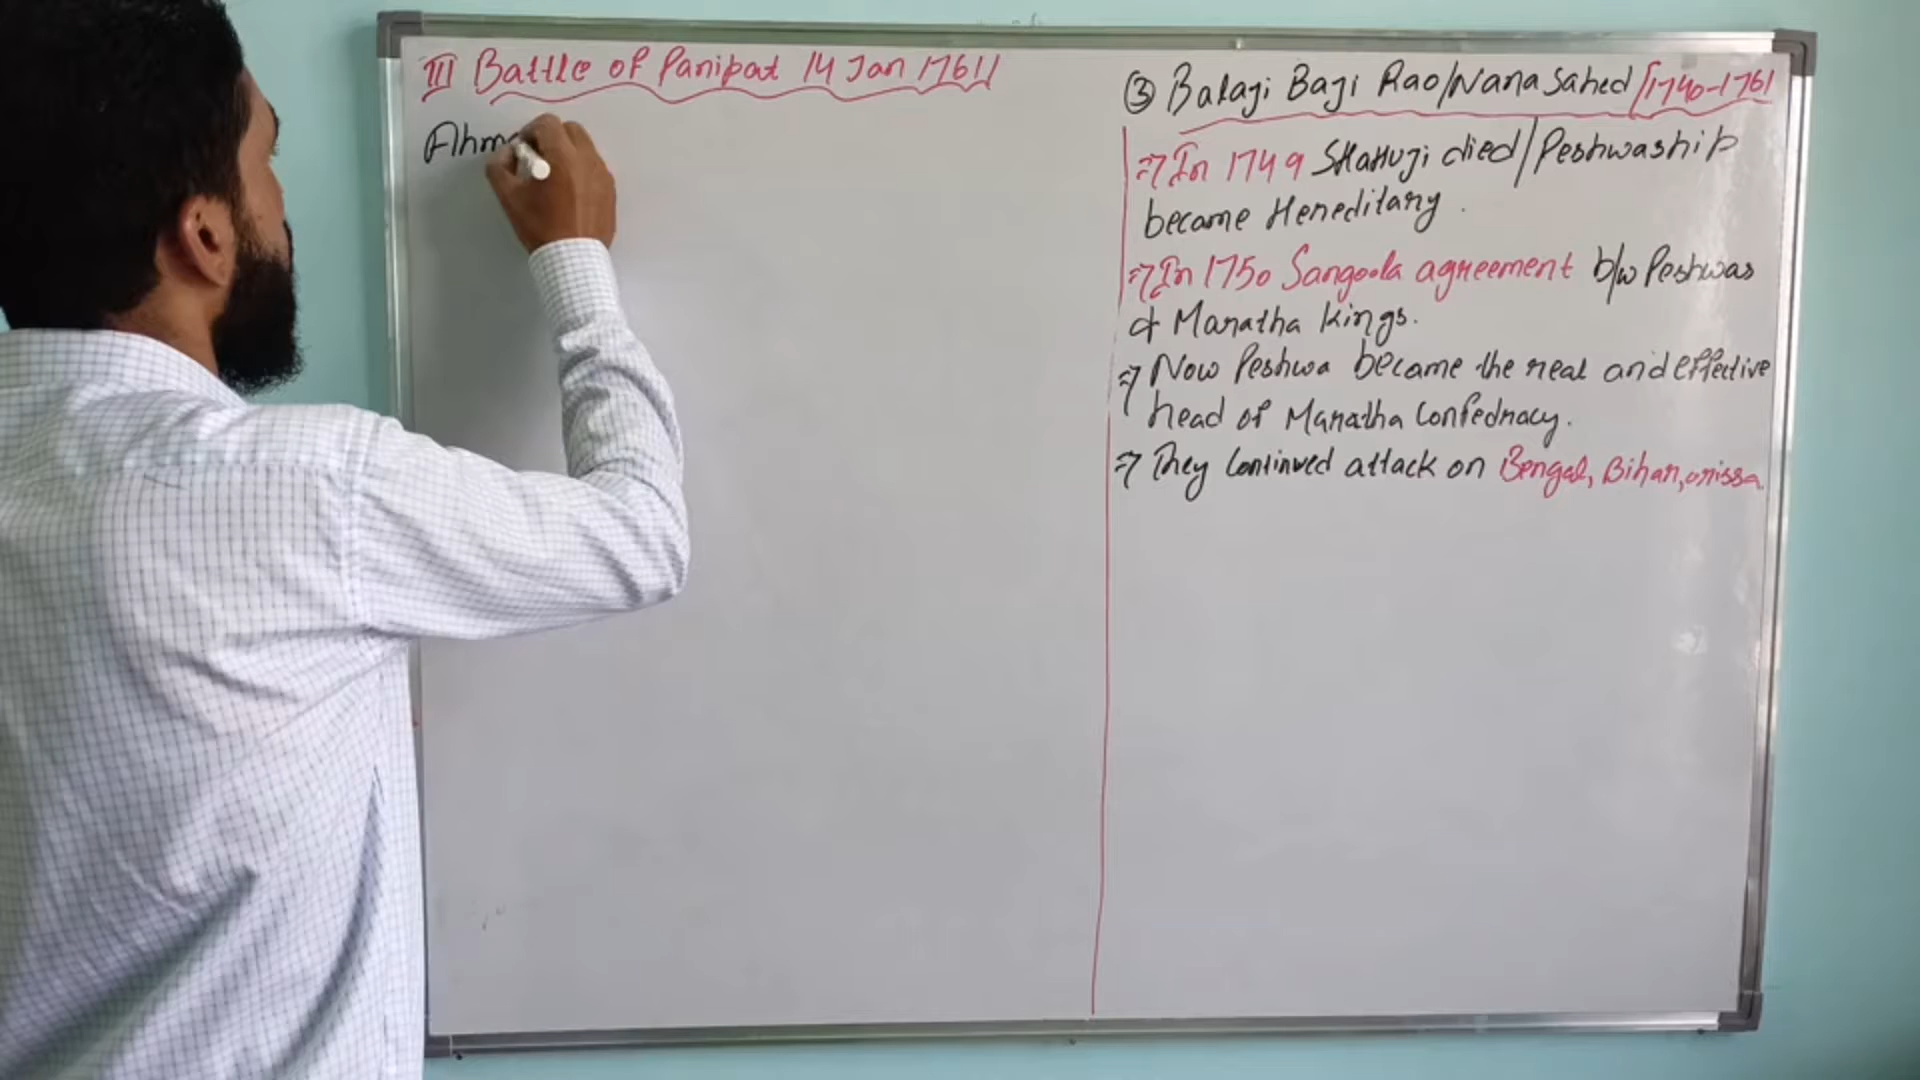 III Battle of Panipat 14 Jan 1761
Ahm
③ Balaji Baji Rao/Nana Sahed [1740-1761
⇒ In 1749 SHAHUJI died/Peshwaship
became Hereditary.
⇒ In 1750 Sangoola agreement b/w Peshwas
& Maratha Kings.
⇒ Now Peshwa became the real and effective
head of Maratha Confedracy.
⇒ They continued attack on Bengal, Bihar, orissa.